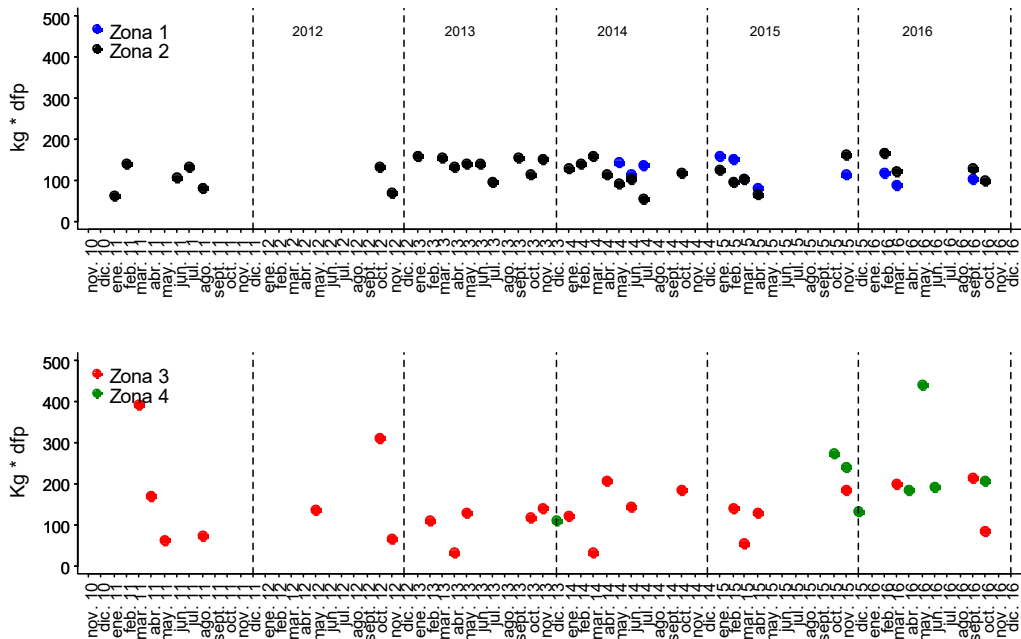 500
400
300
200
100
0
kg * dfp
Zona 1
Zona 2
2012
2013
2014
2015
2016
nov. 10
dic. 10
ene. 11
feb. 11
mar. 11
abr. 11
may. 11
jun. 11
jul. 11
ago. 11
sept. 11
oct. 11
nov. 11
dic. 11
ene. 12
feb. 12
mar. 12
abr. 12
may. 12
jun. 12
jul. 12
ago. 12
sept. 12
oct. 12
nov. 12
dic. 12
ene. 13
feb. 13
mar. 13
abr. 13
may. 13
jun. 13
jul. 13
ago. 13
sept. 13
oct. 13
nov. 13
dic. 13
ene. 14
feb. 14
mar. 14
abr. 14
may. 14
jun. 14
jul. 14
ago. 14
sept. 14
oct. 14
nov. 14
dic. 14
ene. 15
feb. 15
mar. 15
abr. 15
may. 15
jun. 15
jul. 15
ago. 15
sept. 15
oct. 15
nov. 15
dic. 15
ene. 16
feb. 16
mar. 16
abr. 16
may. 16
jun. 16
jul. 16
ago. 16
sept. 16
oct. 16
nov. 16
dic. 16
500
400
300
200
100
0
Kg * dfp
Zona 3
Zona 4
nov. 10
dic. 10
ene. 11
feb. 11
mar. 11
abr. 11
may. 11
jun. 11
jul. 11
ago. 11
sept. 11
oct. 11
nov. 11
dic. 11
ene. 12
feb. 12
mar. 12
abr. 12
may. 12
jun. 12
jul. 12
ago. 12
sept. 12
oct. 12
nov. 12
dic. 12
ene. 13
feb. 13
mar. 13
abr. 13
may. 13
jun. 13
jul. 13
ago. 13
sept. 13
oct. 13
nov. 13
dic. 13
ene. 14
feb. 14
mar. 14
abr. 14
may. 14
jun. 14
jul. 14
ago. 14
sept. 14
oct. 14
nov. 14
dic. 14
ene. 15
feb. 15
mar. 15
abr. 15
may. 15
jun. 15
jul. 15
ago. 15
sept. 15
oct. 15
nov. 15
dic. 15
ene. 16
feb. 16
mar. 16
abr. 16
may. 16
jun. 16
jul. 16
ago. 16
sept. 16
oct. 16
nov. 16
dic. 16